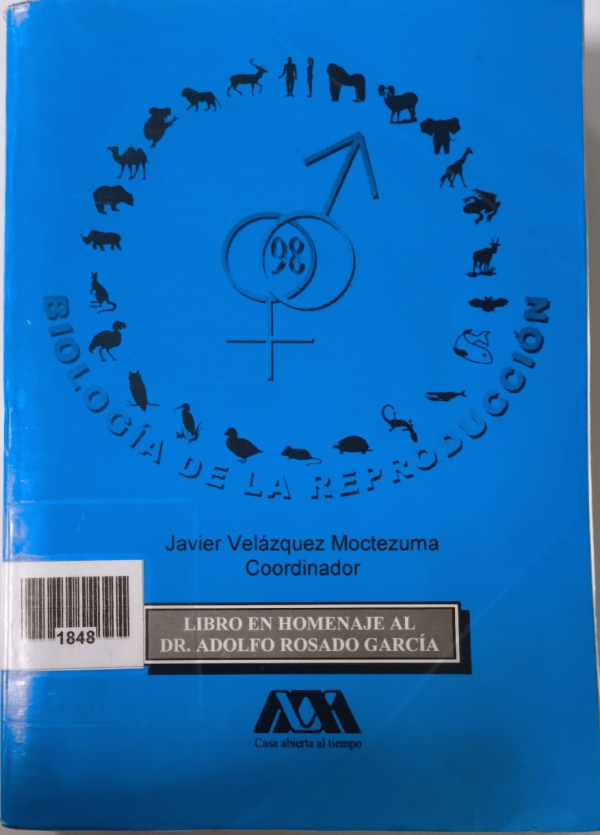 98
BIOLOGÍA DE LA REPRODUCCIÓN
Javier Velázquez Moctezuma
Coordinador
1848
LIBRO EN HOMENAJE AL
DR. ADOLFO ROSADO GARCÍA
Casa abierta al tiempo